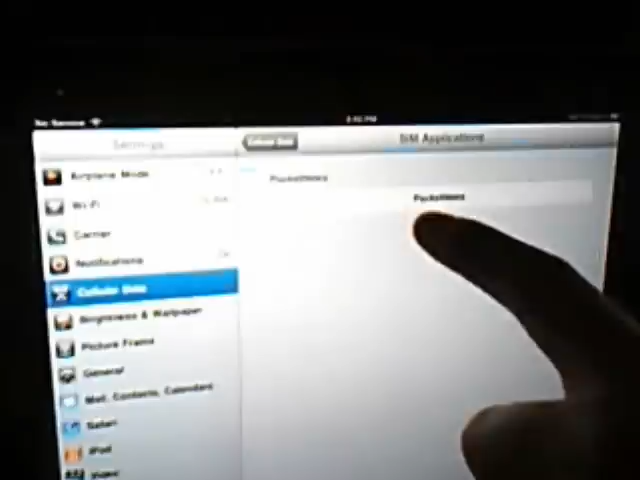 No Service
Settings
Cellular Data
SIM Applications
Airplane Mode
Wi-Fi
Carrier
Notifications
Cellular Data
Brightness & Wallpaper
Picture Frame
General
Mail, Contacts, Calendars
Safari
iPod
Video